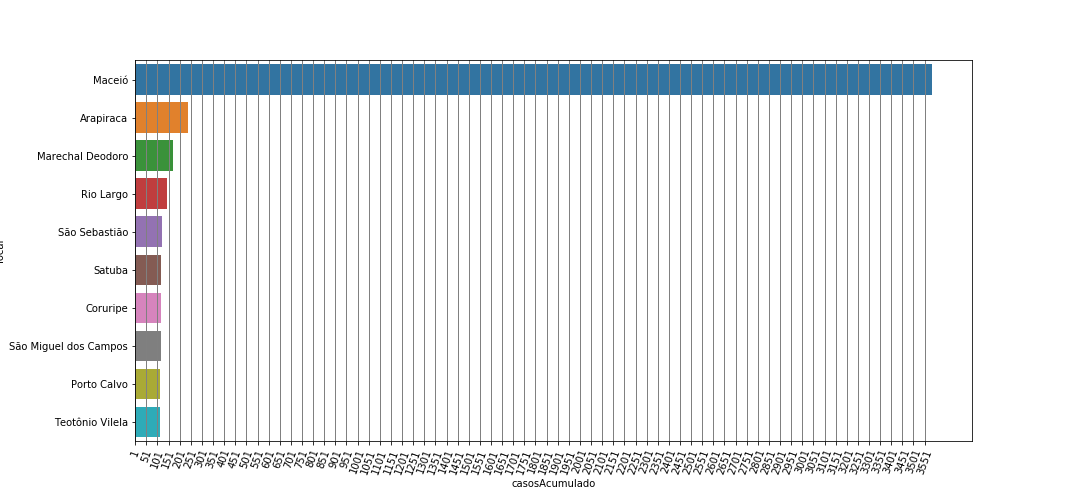 Maceió
Arapiraca
Marechal Deodoro
Rio Largo
São Sebastião
Satuba
Coruripe
São Miguel dos Campos
Porto Calvo
Teotônio Vilela
1 51 101 151 201 251 301 351 401 451 501 551 601 651 701 751 801 851 901 951 1001 1051 1101 1151 1201 1251 1301 1351 1401 1451 1501 1551 1601 1651 1701 1751 1801 1851 1901 1951 2001 2051 2101 2151 2201 2251 2301 2351 2401 2451 2501 2551 2601 2651 2701 2751 2801 2851 2901 2951 3001 3051 3101 3151 3201 3251 3301 3351 3401 3451 3501 3551
casosAcumulado